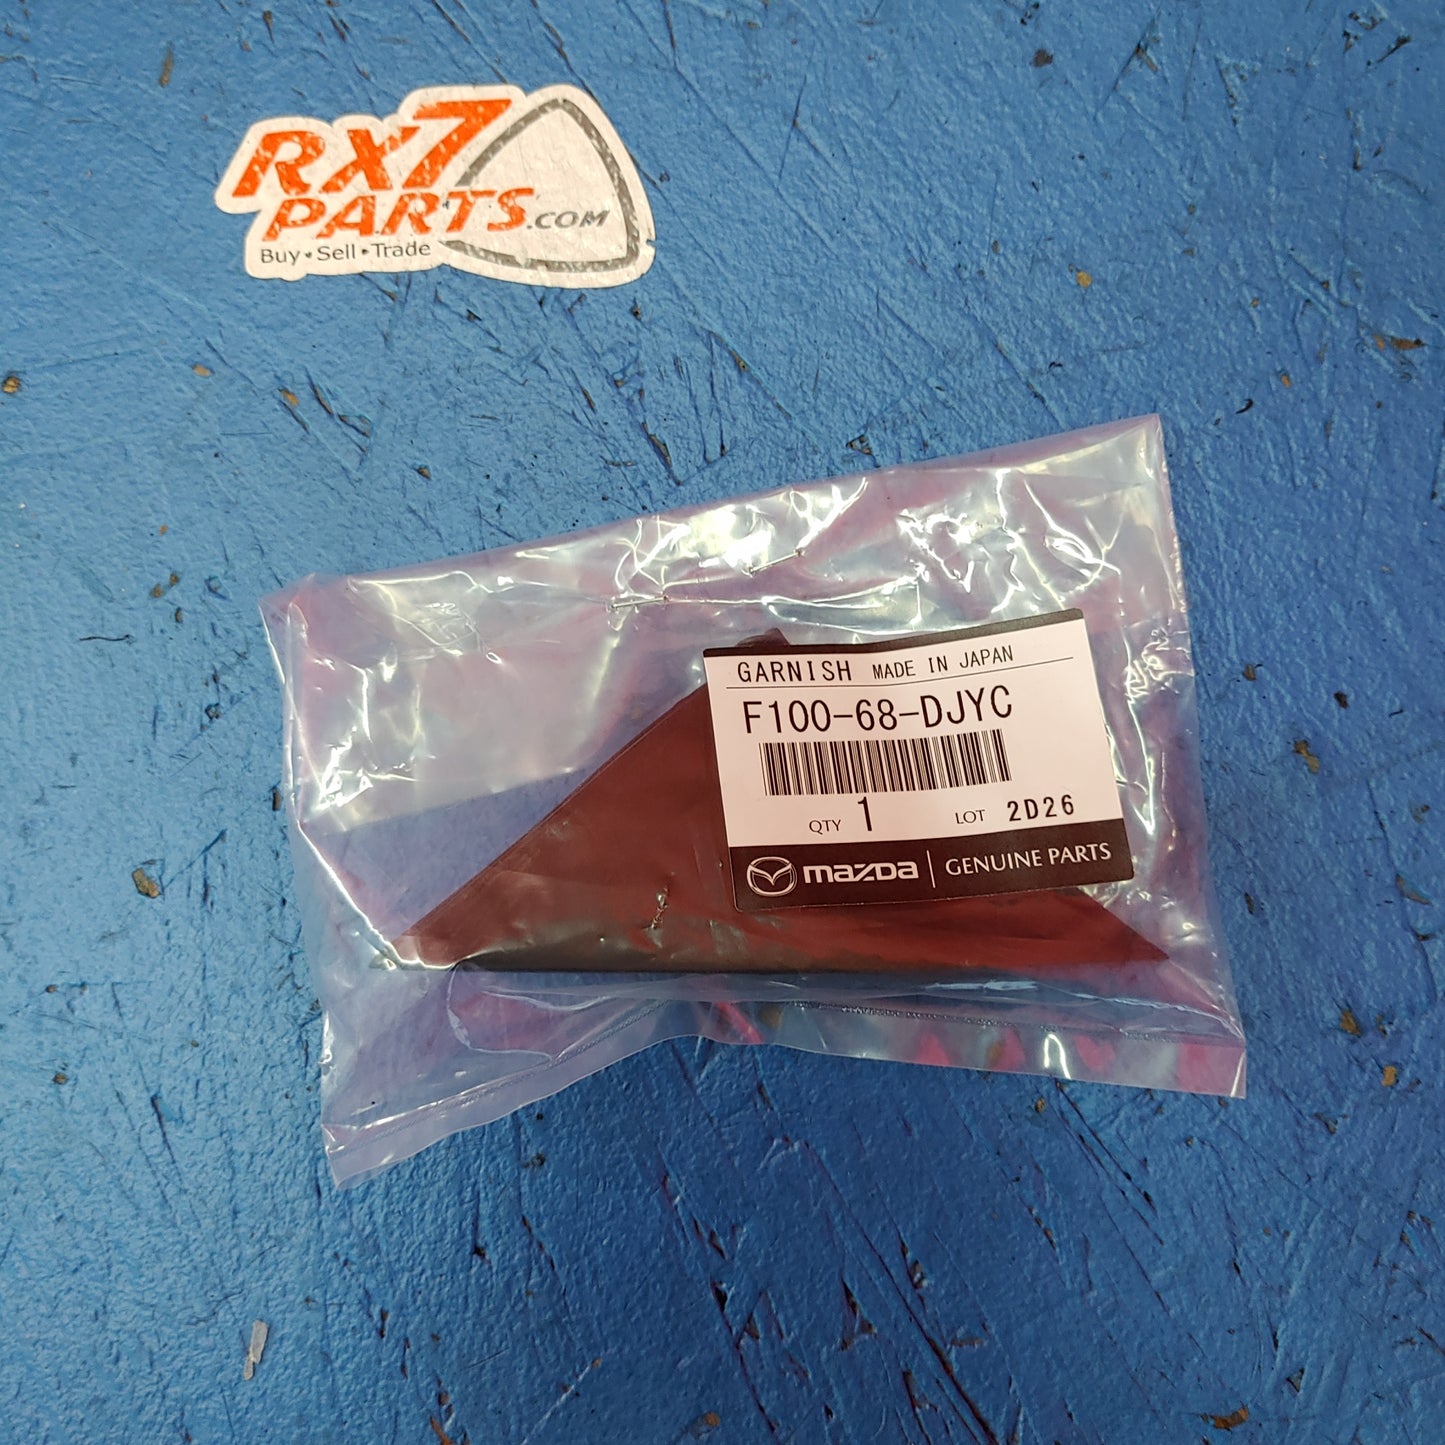 RX7
PARTS.COM
Buy • Sell • Trade
GARNISH MADE IN JAPAN
F100-68-DJYC
QTY 1 LOT 2D26
mazda | GENUINE PARTS